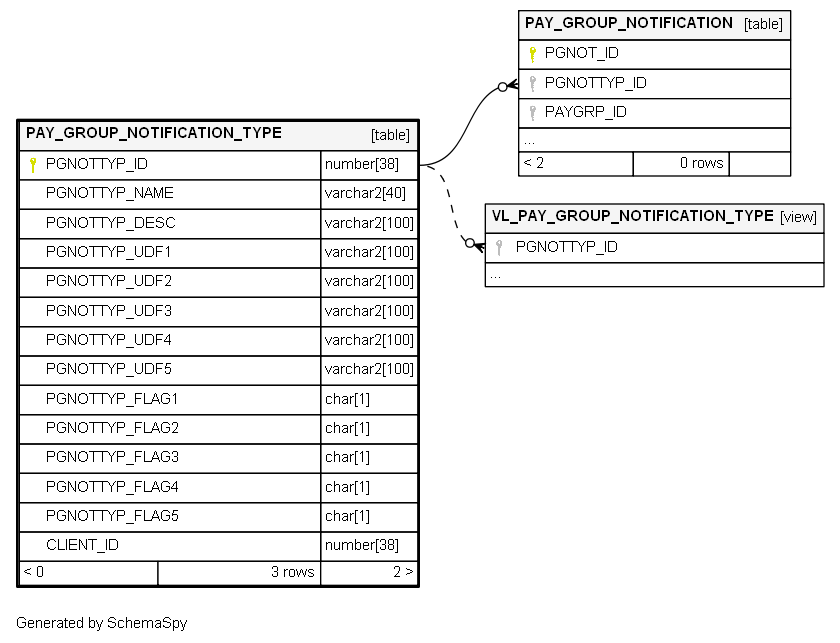 PAY_GROUP_NOTIFICATION [table]
PGNOT_ID
PGNOTTYP_ID
PAYGRP_ID
...
< 2 0 rows
PAY_GROUP_NOTIFICATION_TYPE [table]
PGNOTTYP_ID number[38]
PGNOTTYP_NAME varchar2[40]
PGNOTTYP_DESC varchar2[100]
PGNOTTYP_UDF1 varchar2[100]
PGNOTTYP_UDF2 varchar2[100]
PGNOTTYP_UDF3 varchar2[100]
PGNOTTYP_UDF4 varchar2[100]
PGNOTTYP_UDF5 varchar2[100]
PGNOTTYP_FLAG1 char[1]
PGNOTTYP_FLAG2 char[1]
PGNOTTYP_FLAG3 char[1]
PGNOTTYP_FLAG4 char[1]
PGNOTTYP_FLAG5 char[1]
CLIENT_ID number[38]
< 0 3 rows 2 >
VL_PAY_GROUP_NOTIFICATION_TYPE [view]
PGNOTTYP_ID
...
Generated by SchemaSpy